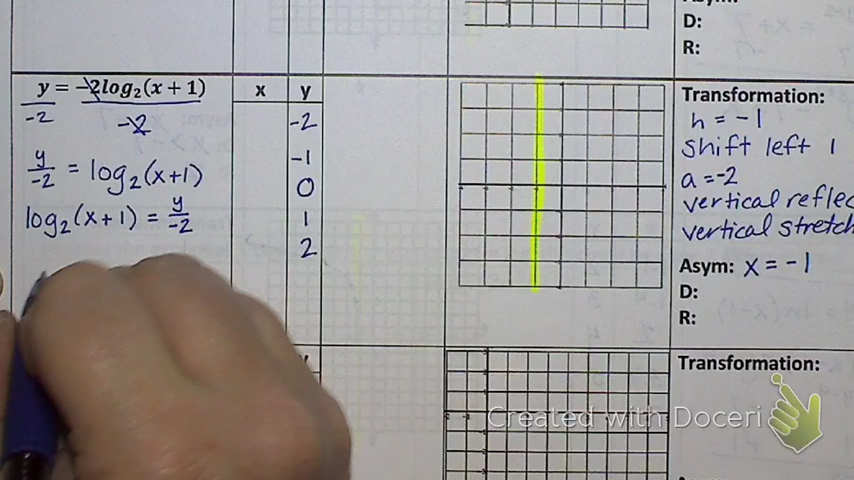 D:
R:
y = -2log₂(x + 1)
-2 -2
y/-2 = log₂(x+1)
log₂(x+1) = y/-2
x y
-2
-1
0
1
2
Transformation:
h = -1
shift left 1
a = -2
vertical reflec
vertical stretch
Asym: x = -1
D:
R:
Transformation:
Created with Doceri